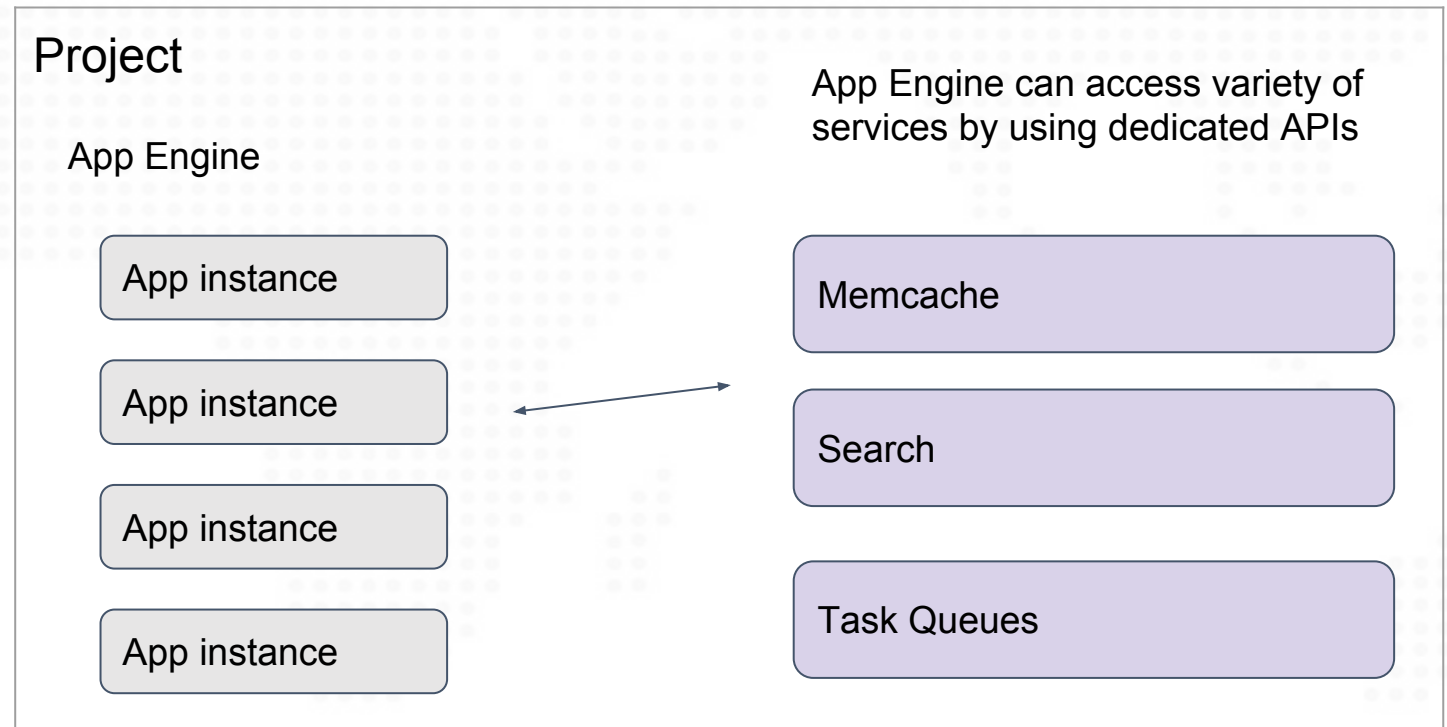 Project
App Engine
App instance
App instance
App instance
App instance
App Engine can access variety of
services by using dedicated APIs
Memcache
Search
Task Queues